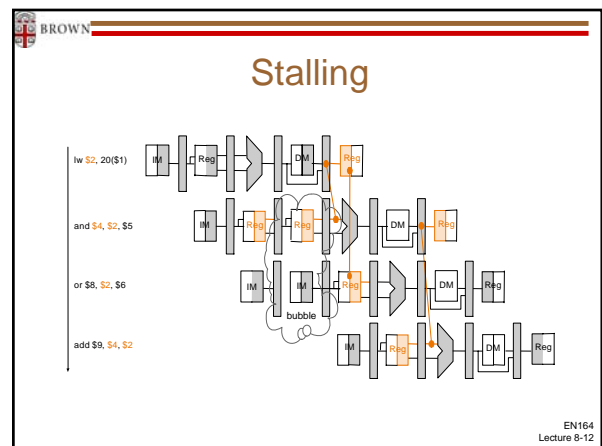 BROWN
Stalling
lw $2, 20($1)
IM Reg DM Reg
and $4, $2, $5
IM Reg Reg DM Reg
or $8, $2, $6
IM IM Reg DM Reg
bubble
add $9, $4, $2
IM Reg DM Reg
EN164
Lecture 8-12